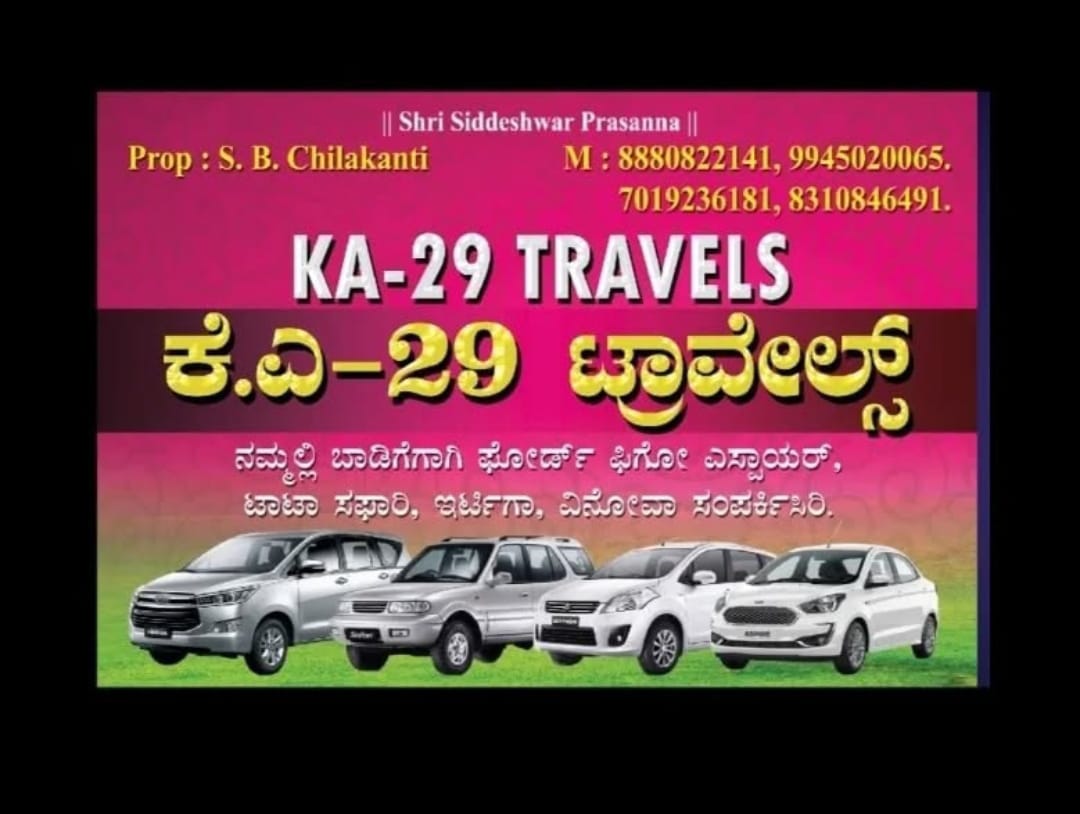 || Shri Siddeshwar Prasanna ||
Prop : S. B. Chilakanti
M : 8880822141, 9945020065.
7019236181, 8310846491.
KA-29 TRAVELS
ಕೆ.ಎ-29 ಟ್ರಾವೇಲ್ಸ್
ನಮ್ಮಲ್ಲಿ ಬಾಡಿಗೆಗಾಗಿ ಫೋರ್ಡ್ ಫಿಗೋ ಎಸ್ಪಾಯರ್,
ಟಾಟಾ ಸಫಾರಿ, ಇರ್ಟಿಗಾ, ವಿನೋವಾ ಸಂಪರ್ಕಿಸಿರಿ.